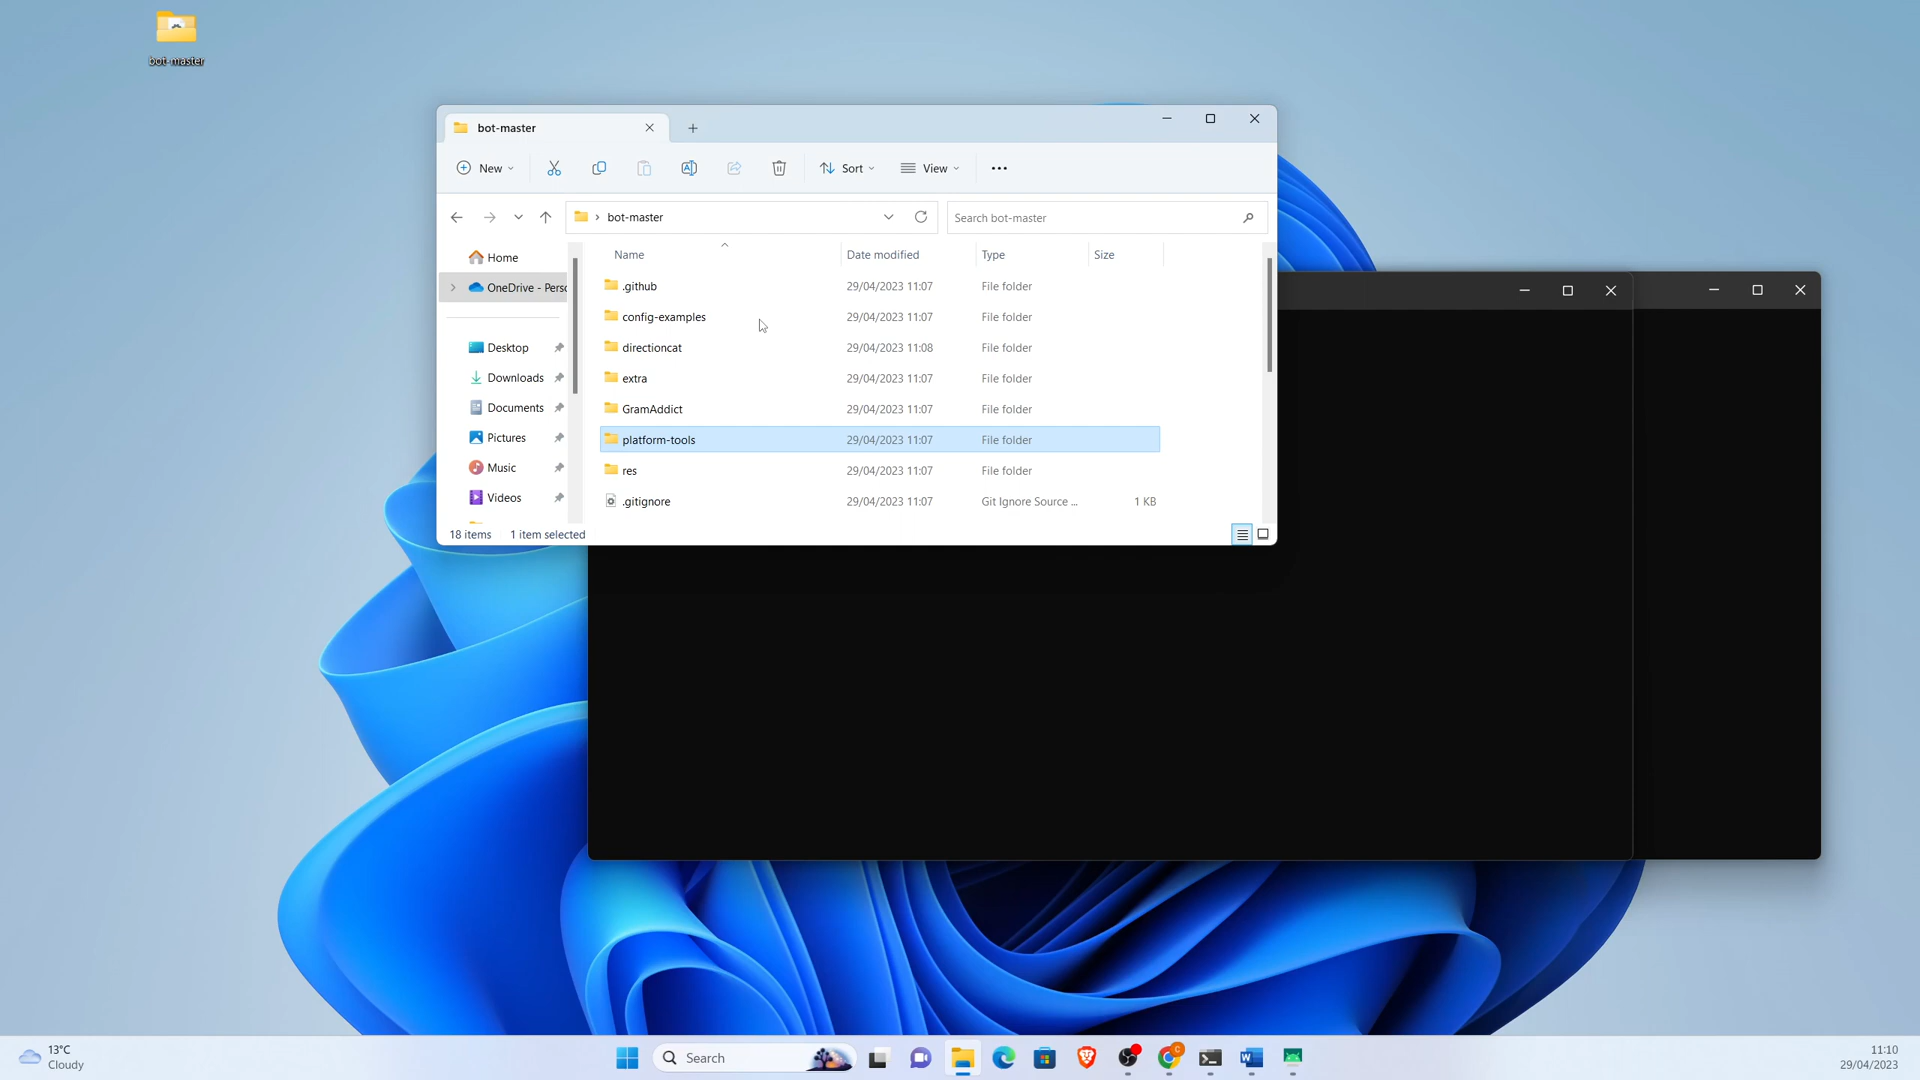 bot-master
bot-master
New
Sort
View
bot-master
Search bot-master
Home
OneDrive - Perso
Desktop
Downloads
Documents
Pictures
Music
Videos
Name Date modified Type Size
.github 29/04/2023 11:07 File folder
config-examples 29/04/2023 11:07 File folder
directioncat 29/04/2023 11:08 File folder
extra 29/04/2023 11:07 File folder
GramAddict 29/04/2023 11:07 File folder
platform-tools 29/04/2023 11:07 File folder
res 29/04/2023 11:07 File folder
.gitignore 29/04/2023 11:07 Git Ignore Source ... 1 KB
18 items 1 item selected
13°C
Cloudy
Search
C
11:10
29/04/2023